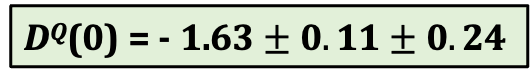 D^Q(0) = - 1.63 ± 0.11 ± 0.24